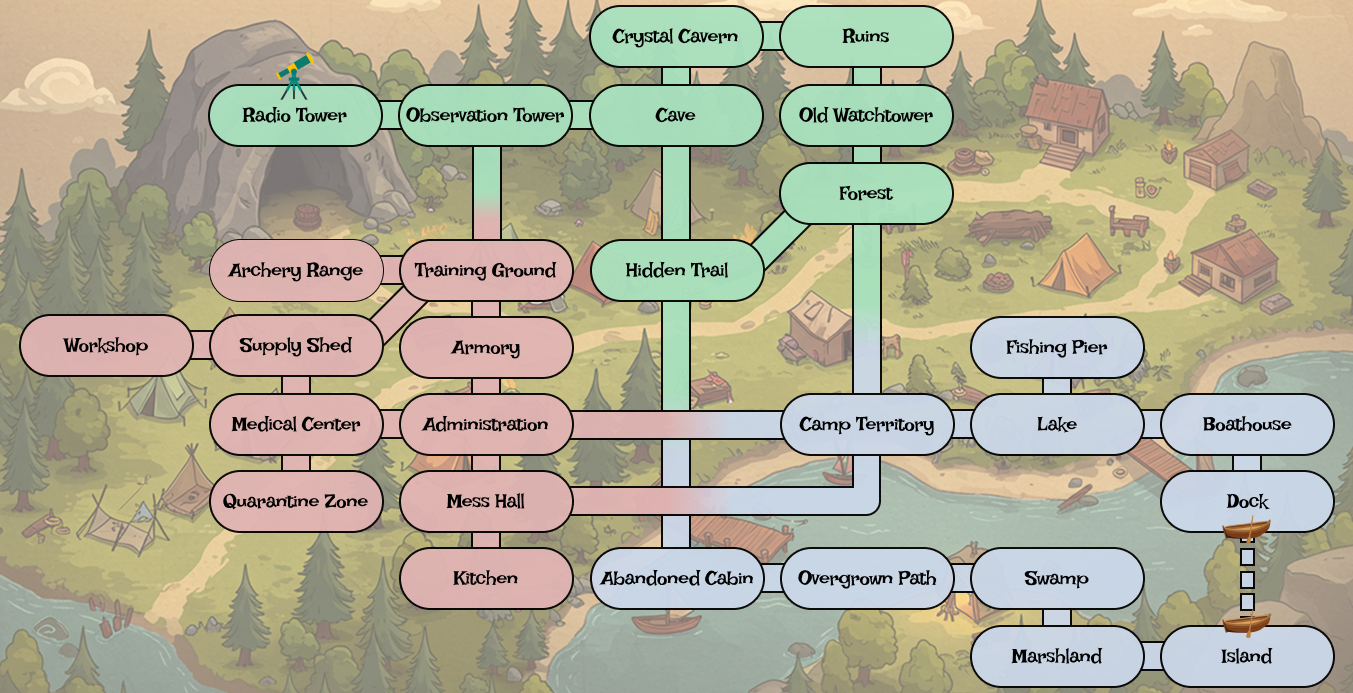 Crystal Cavern
Ruins
Radio Tower
Observation Tower
Cave
Old Watchtower
Forest
Archery Range
Training Ground
Hidden Trail
Workshop
Supply Shed
Armory
Fishing Pier
Medical Center
Administration
Camp Territory
Lake
Boathouse
Quarantine Zone
Mess Hall
Dock
Kitchen
Abandoned Cabin
Overgrown Path
Swamp
Marshland
Island